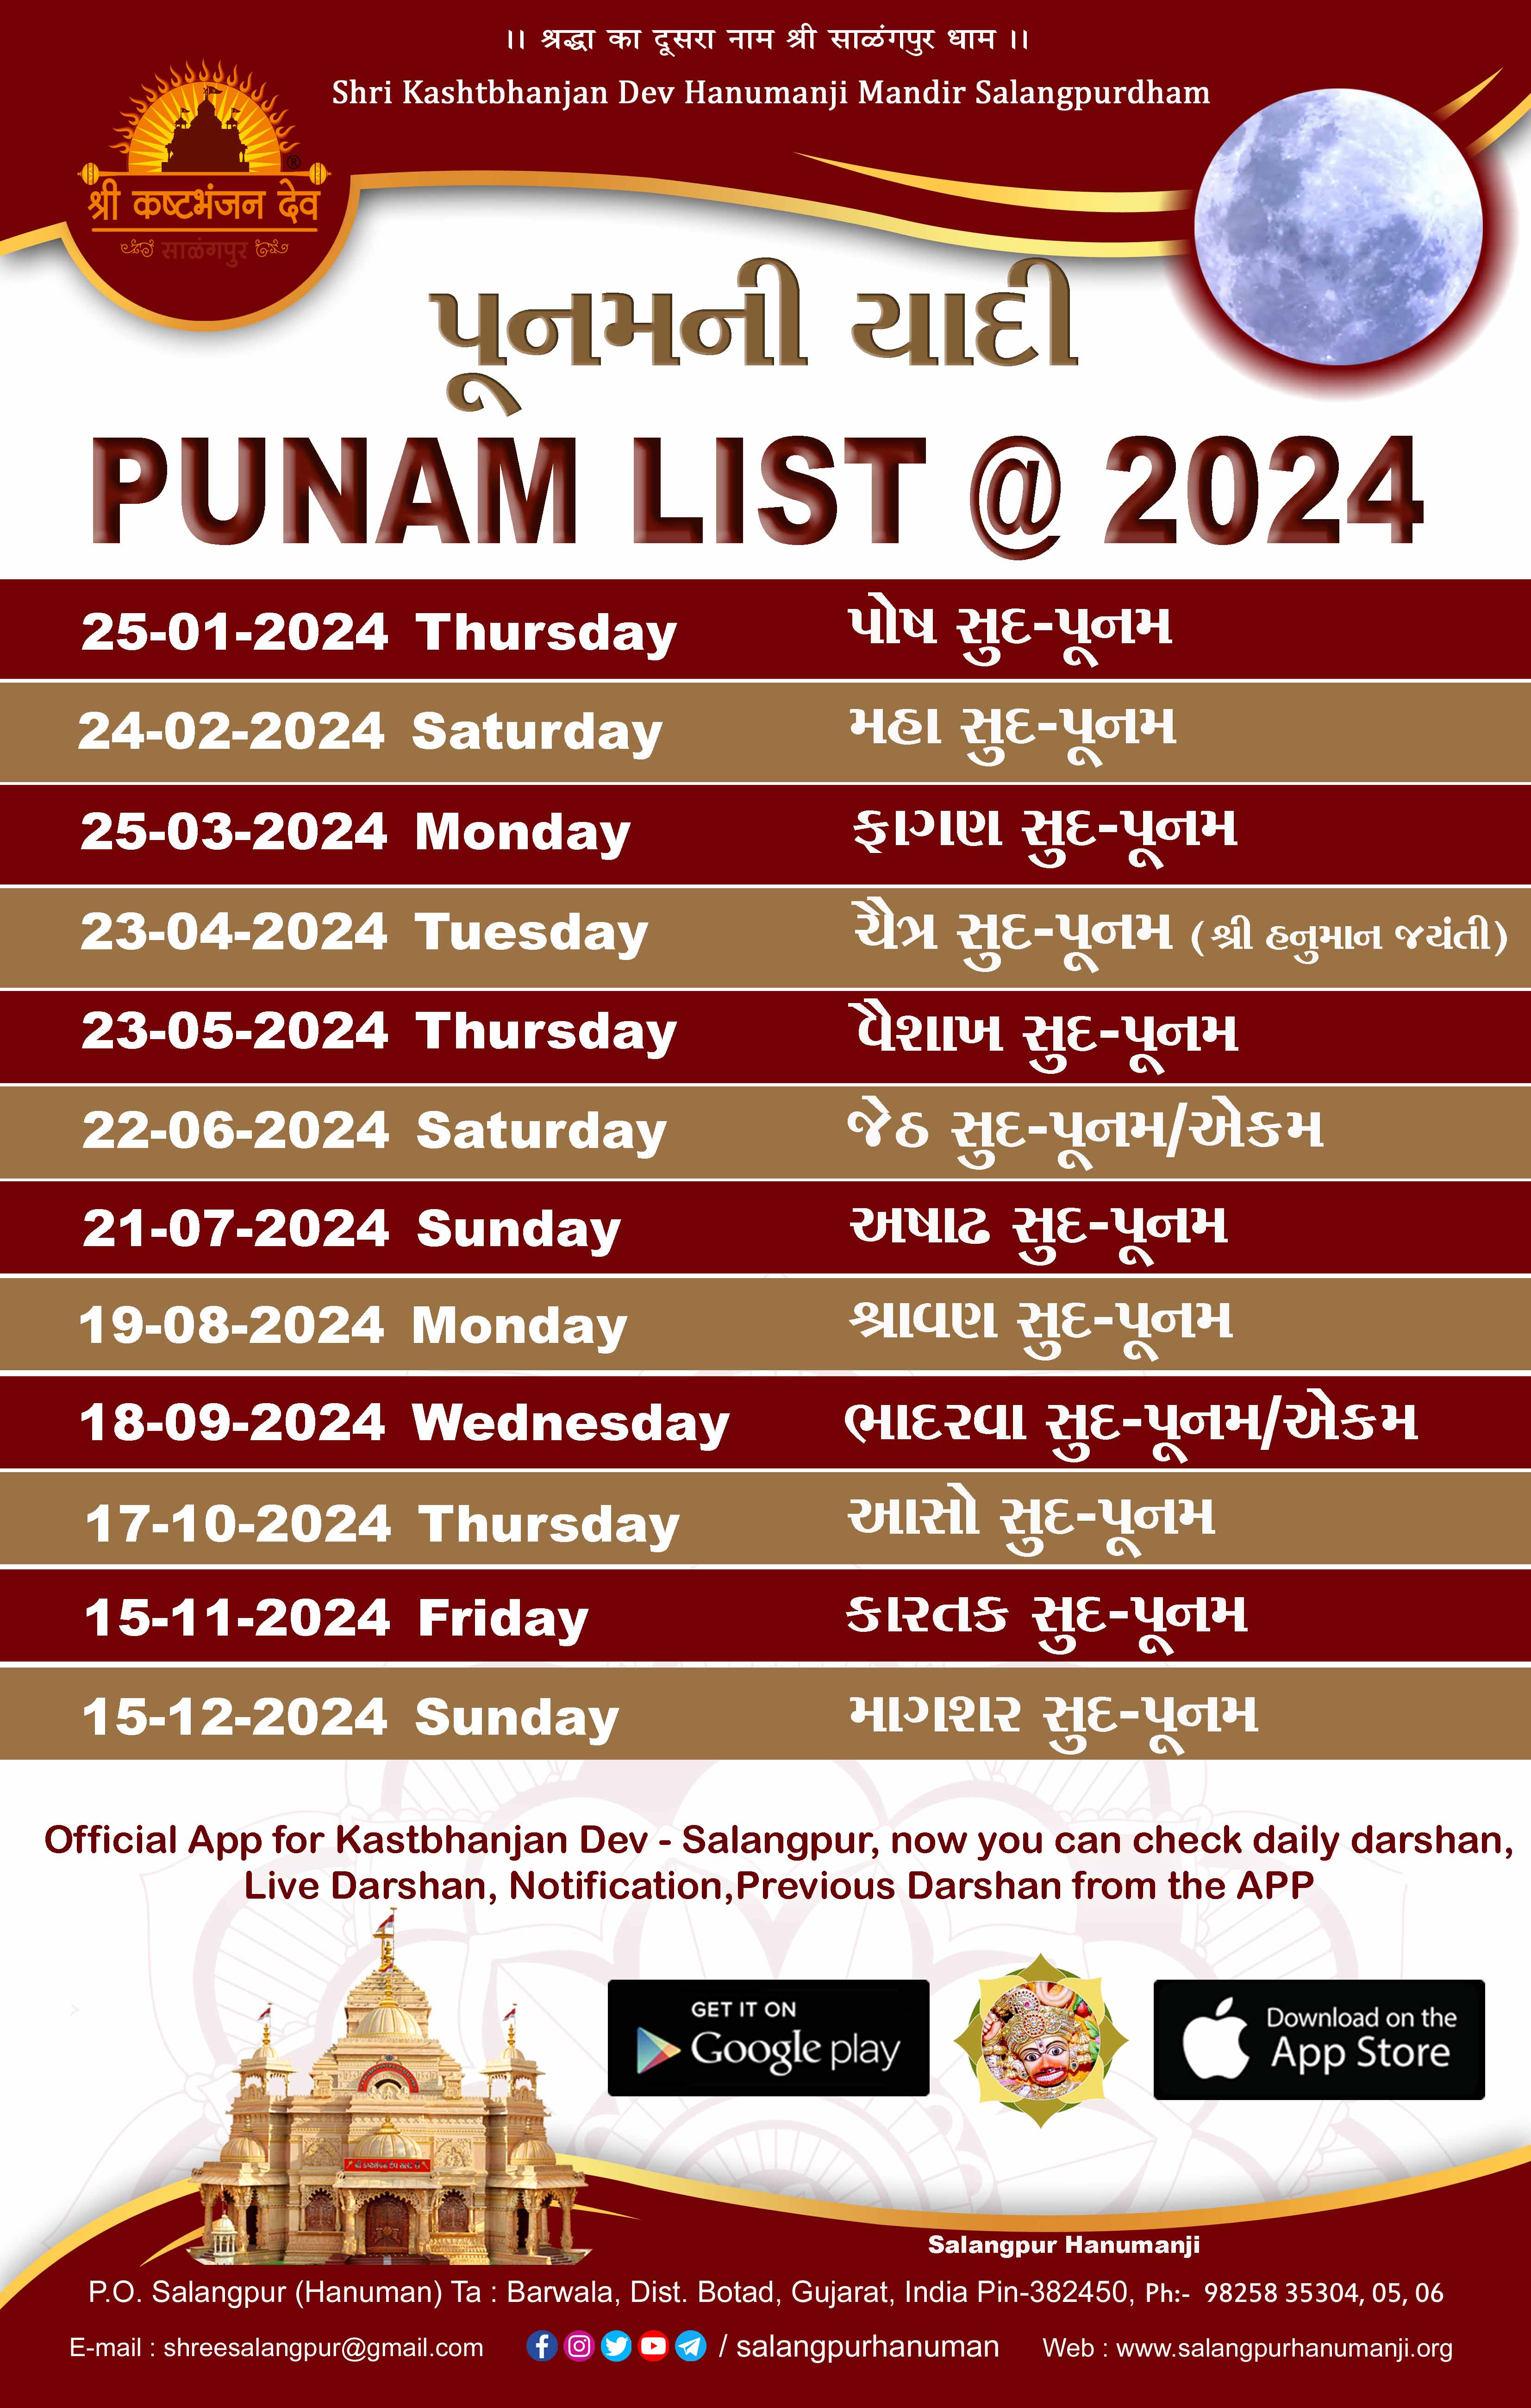 ।। श्रद्धा का दूसरा नाम श्री साळंगपुर धाम ।।
Shri Kashtbhanjan Dev Hanumanji Mandir Salangpurdham
®
श्री कष्टभंजन देव
साळंगपुर
પૂનમની યાદી
PUNAM LIST @ 2024
25-01-2024 Thursday પોષ સુદ-પૂનમ
24-02-2024 Saturday મહા સુદ-પૂનમ
25-03-2024 Monday ફાગણ સુદ-પૂનમ
23-04-2024 Tuesday ચૈત્ર સુદ-પૂનમ (શ્રી હનુમાન જયંતી)
23-05-2024 Thursday વૈશાખ સુદ-પૂનમ
22-06-2024 Saturday જેઠ સુદ-પૂનમ/એકમ
21-07-2024 Sunday અષાઢ સુદ-પૂનમ
19-08-2024 Monday શ્રાવણ સુદ-પૂનમ
18-09-2024 Wednesday ભાદરવા સુદ-પૂનમ/એકમ
17-10-2024 Thursday આસો સુદ-પૂનમ
15-11-2024 Friday કારતક સુદ-પૂનમ
15-12-2024 Sunday માગશર સુદ-પૂનમ
Official App for Kastbhanjan Dev - Salangpur, now you can check daily darshan,
Live Darshan, Notification,Previous Darshan from the APP
GET IT ON
Google play
Download on the
App Store
Salangpur Hanumanji
P.O. Salangpur (Hanuman) Ta : Barwala, Dist. Botad, Gujarat, India Pin-382450, Ph:- 98258 35304, 05, 06
E-mail : shreesalangpur@gmail.com / salangpurhanuman Web : www.salangpurhanumanji.org